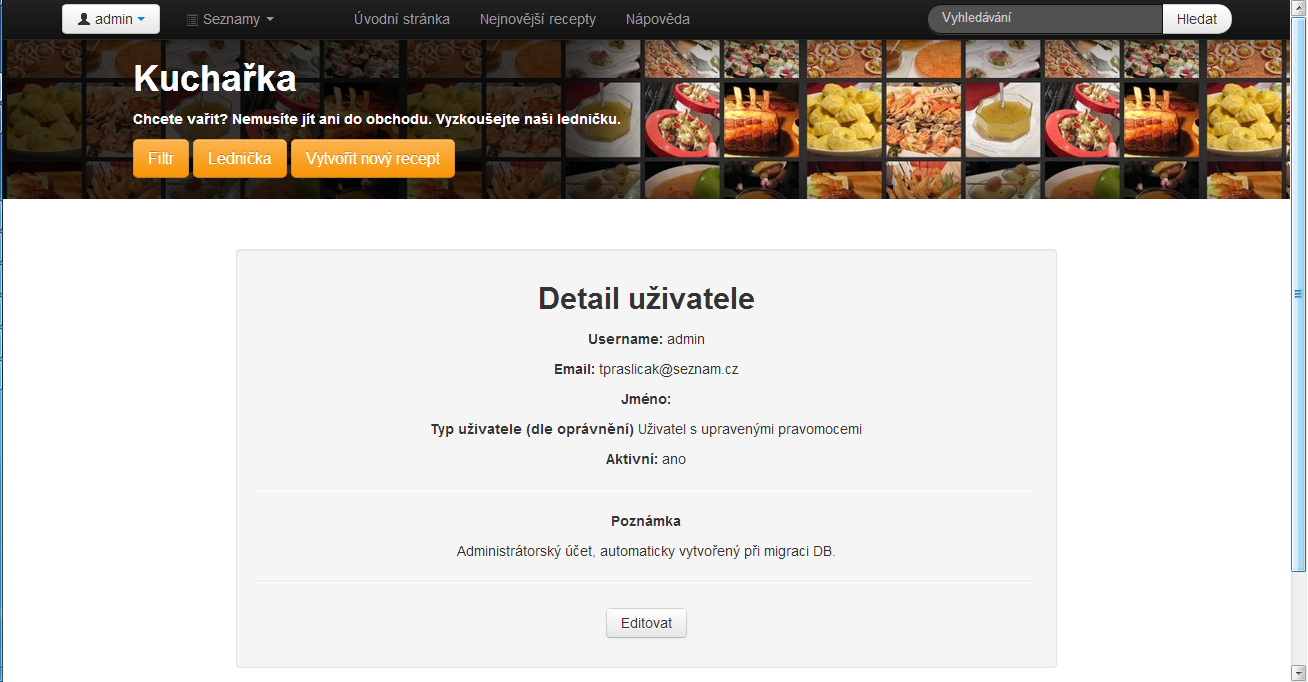 admin
Seznamy
Úvodní stránka
Nejnovější recepty
Nápověda
Vyhledávání
Hledat
Kuchařka
Chcete vařit? Nemusíte jít ani do obchodu. Vyzkoušejte naši ledničku.
Filtr
Lednička
Vytvořit nový recept
Detail uživatele
Username: admin
Email: tpraslicak@seznam.cz
Jméno:
Typ uživatele (dle oprávnění) Uživatel s upravenými pravomocemi
Aktivní: ano
Poznámka
Administrátorský účet, automaticky vytvořený při migraci DB.
Editovat